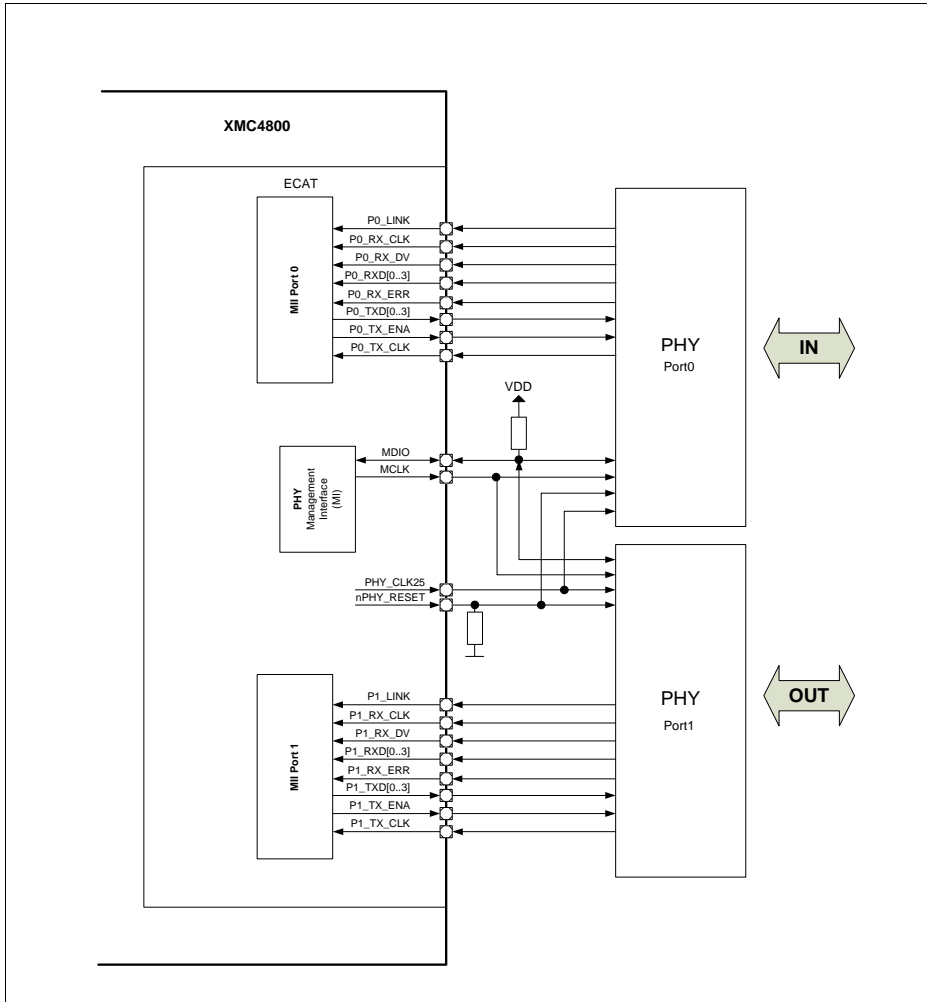 XMC4800
ECAT
MII Port 0
P0_LINK
P0_RX_CLK
P0_RX_DV
P0_RXD[0..3]
P0_RX_ERR
P0_TXD[0..3]
P0_TX_ENA
P0_TX_CLK
PHY
Port0
IN
VDD
PHY
Management
Interface
(MI)
MDIO
MCLK
PHY_CLK25
nPHY_RESET
MII Port 1
P1_LINK
P1_RX_CLK
P1_RX_DV
P1_RXD[0..3]
P1_RX_ERR
P1_TXD[0..3]
P1_TX_ENA
P1_TX_CLK
PHY
Port1
OUT